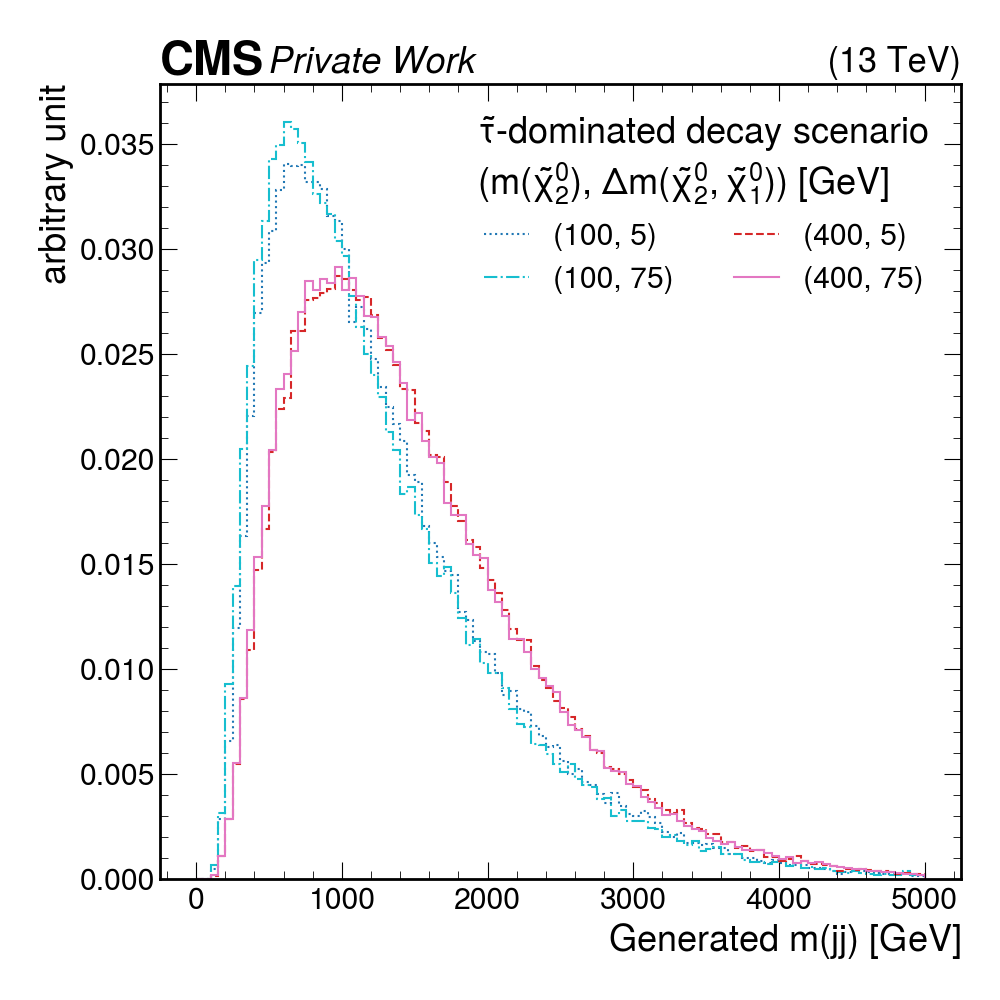 CMS Private Work (13 TeV)
arbitrary unit
0.035
0.030
0.025
0.020
0.015
0.010
0.005
0.000
τ̃-dominated decay scenario
(m(χ̃⁰₂), Δm(χ̃⁰₂, χ̃⁰₁)) [GeV]
(100, 5) (400, 5)
(100, 75) (400, 75)
0 1000 2000 3000 4000 5000
Generated m(jj) [GeV]